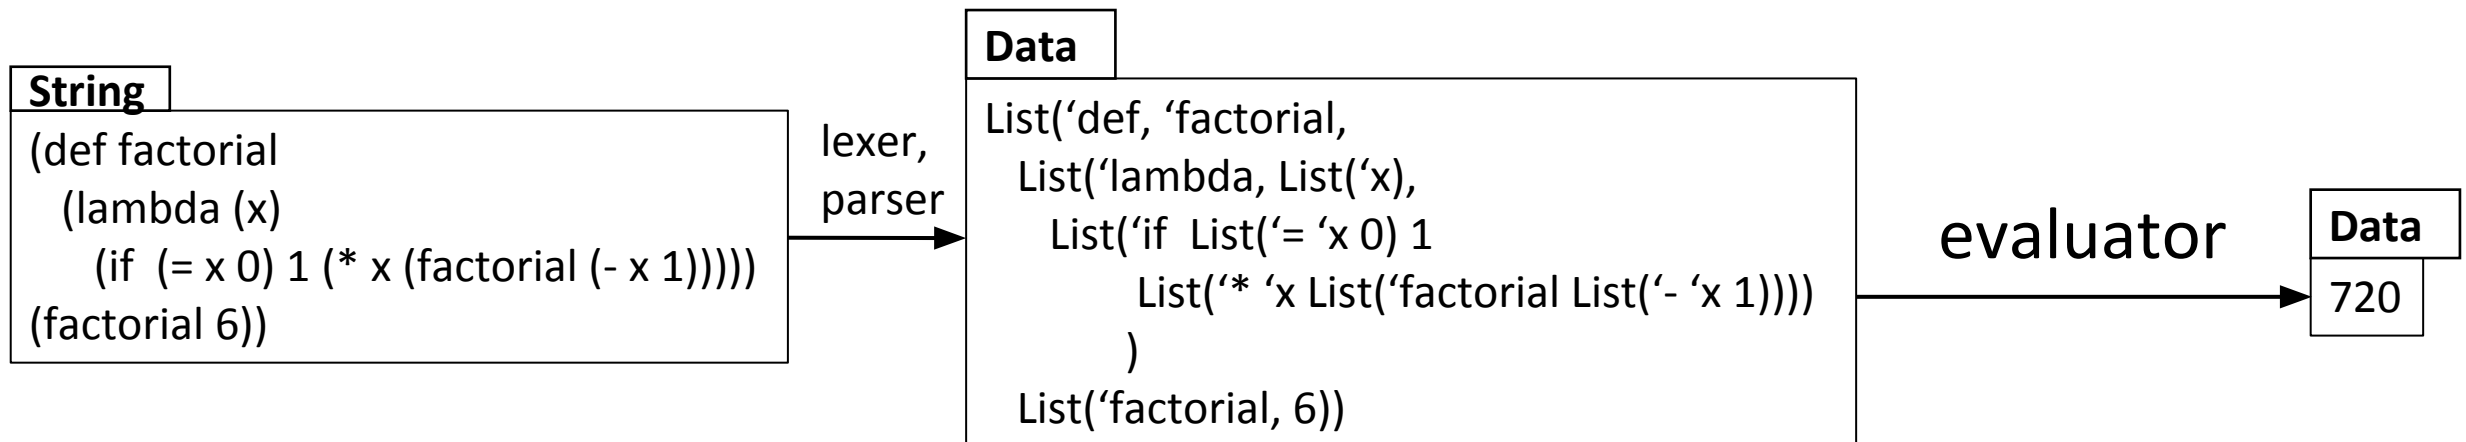 String
(def factorial
(lambda (x)
(if (= x 0) 1 (* x (factorial (- x 1)))))
(factorial 6))
lexer,
parser
Data
List(‘def, ‘factorial,
List(‘lambda, List(‘x),
List(‘if List(‘= ‘x 0) 1
List(‘* ‘x List(‘factorial List(‘- ‘x 1))))
)
List(‘factorial, 6))
evaluator
Data
720